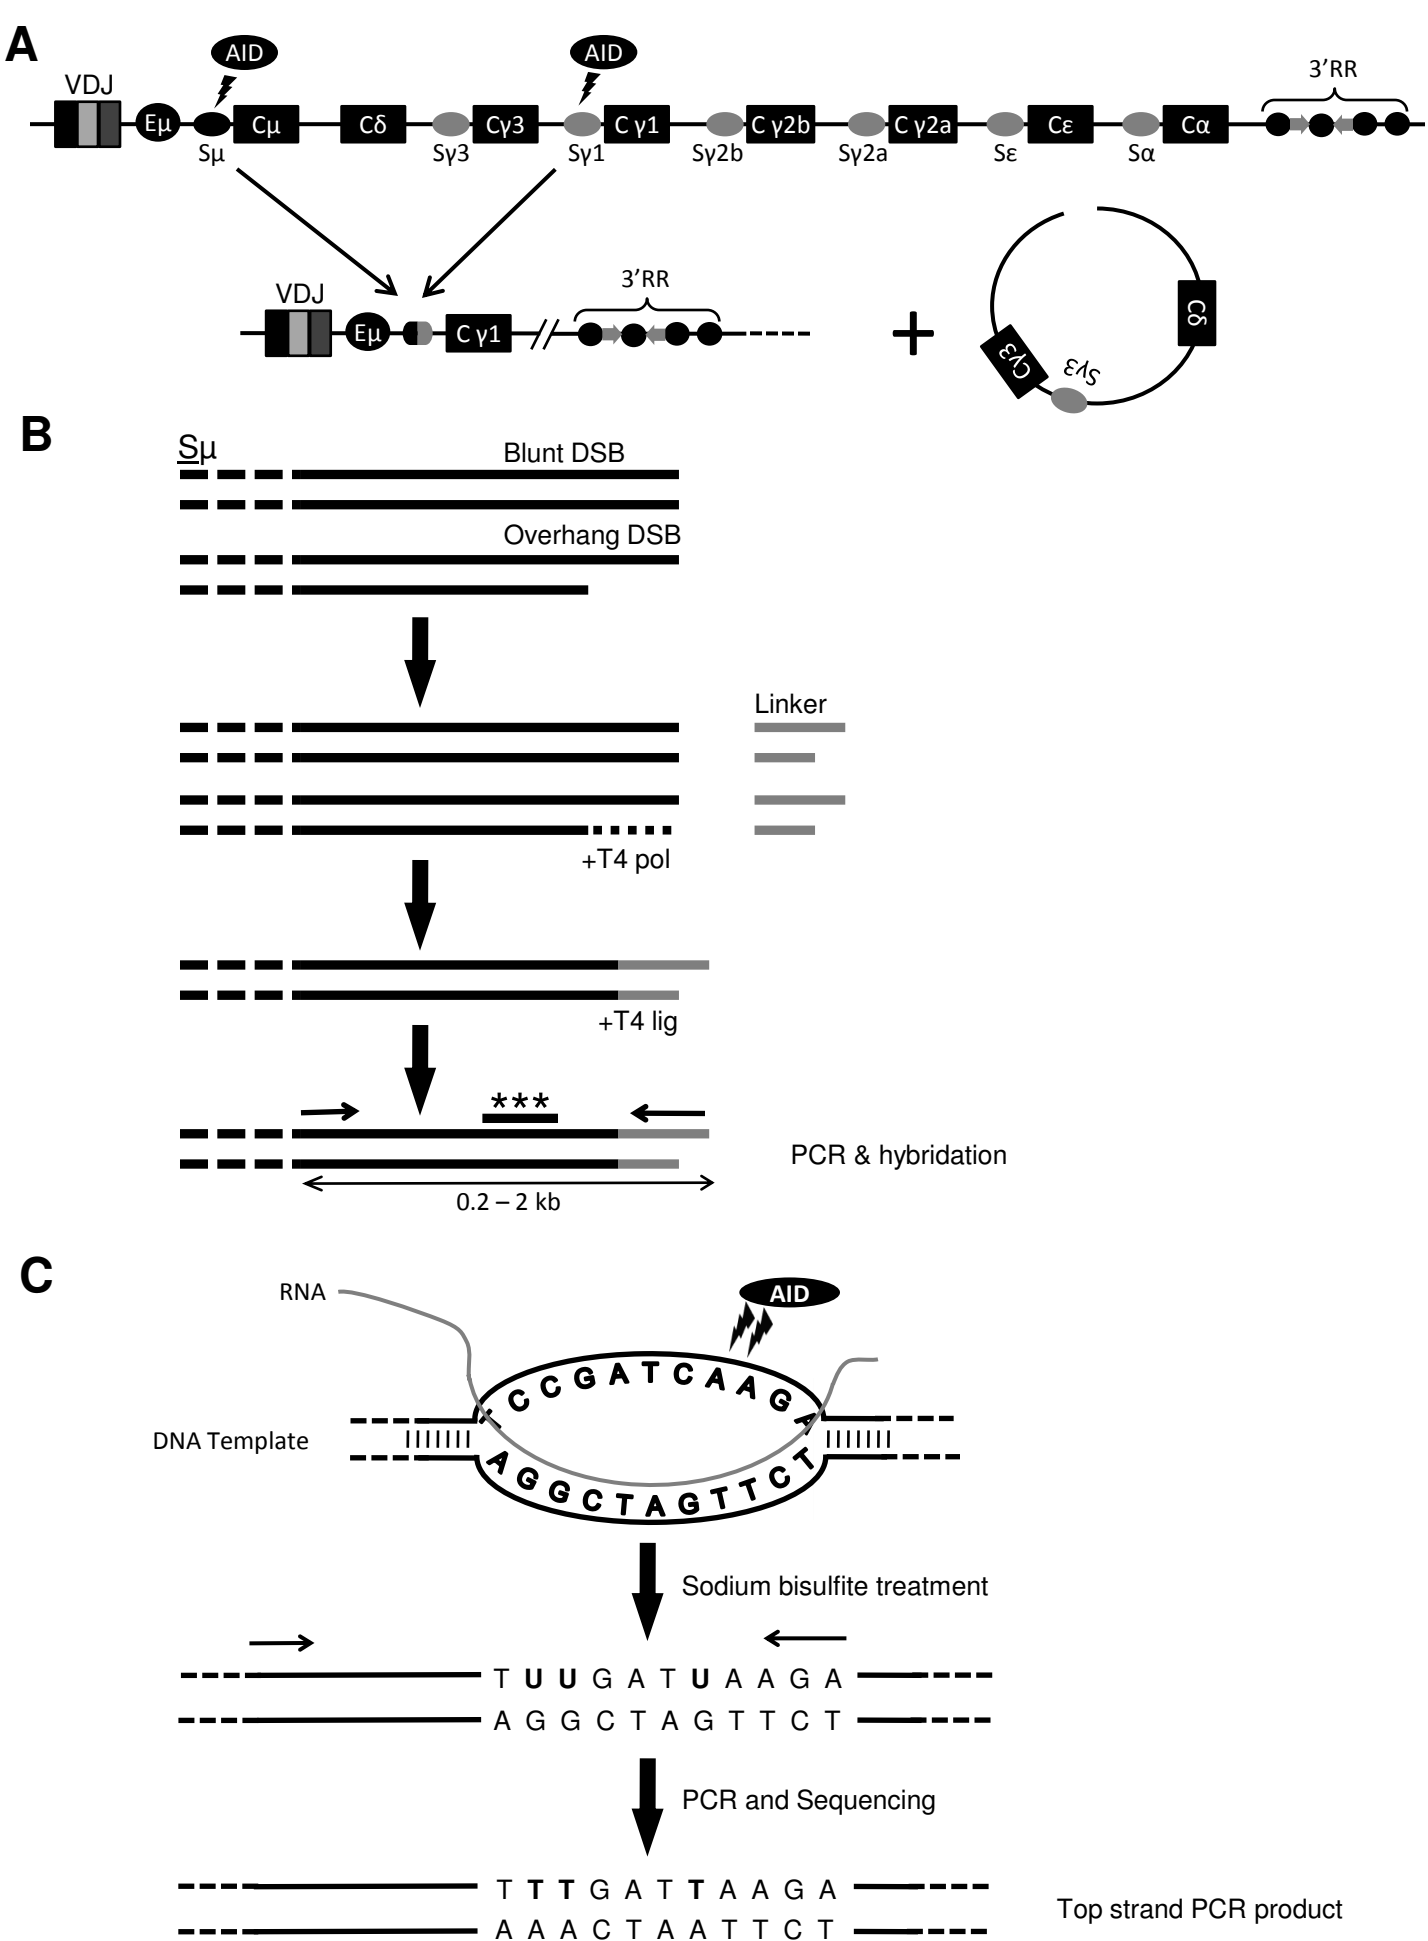 A
AID AID
VDJ 3’RR
Eμ Cμ Cδ Cγ3 C γ1 C γ2b C γ2a Cε Cα
Sμ Sγ3 Sγ1 Sγ2b Sγ2a Sε Sα
VDJ 3’RR
Eμ C γ1 + Cδ
Cγ3 Sγ3
B
Sμ
Blunt DSB
Overhang DSB
Linker
+T4 pol
+T4 lig
***
PCR & hybridation
0.2 – 2 kb
C
RNA AID
T C C G A T C A A G A
DNA Template
A G G C T A G T T C T
Sodium bisulfite treatment
T U U G A T U A A G A
A G G C T A G T T C T
PCR and Sequencing
T T T G A T T A A G A
A A A C T A A T T C T
Top strand PCR product